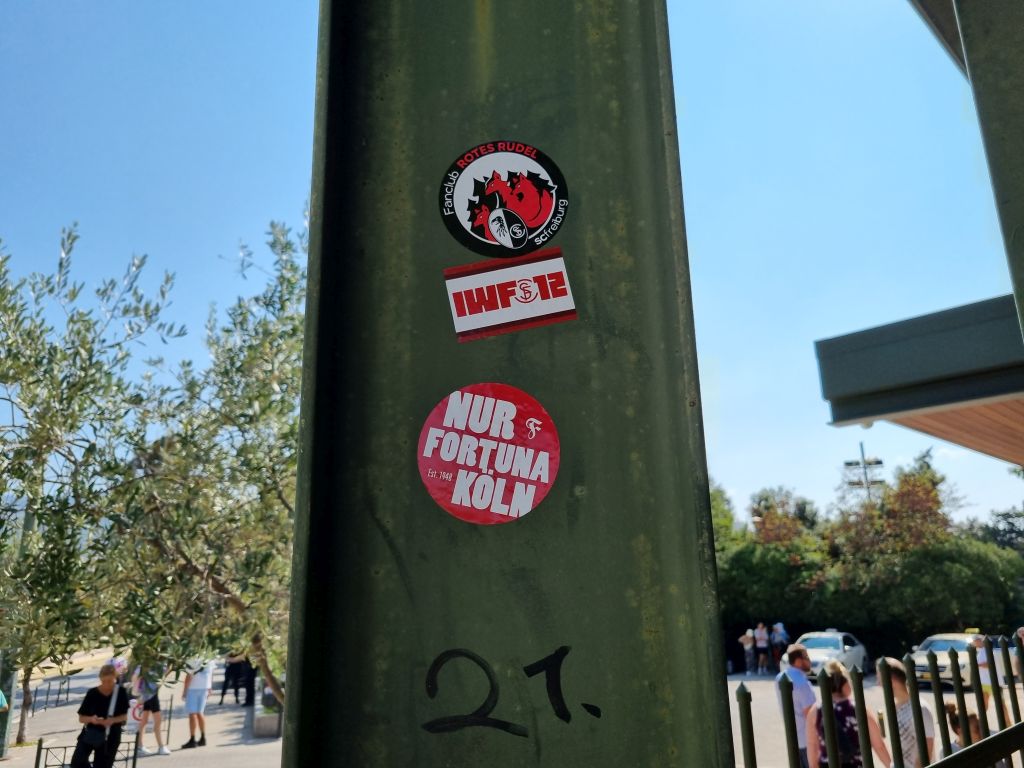 Fanclub ROTES RUDEL
scfreiburg
IWF 12
NUR
FORTUNA
Est. 1948
KÖLN
21.